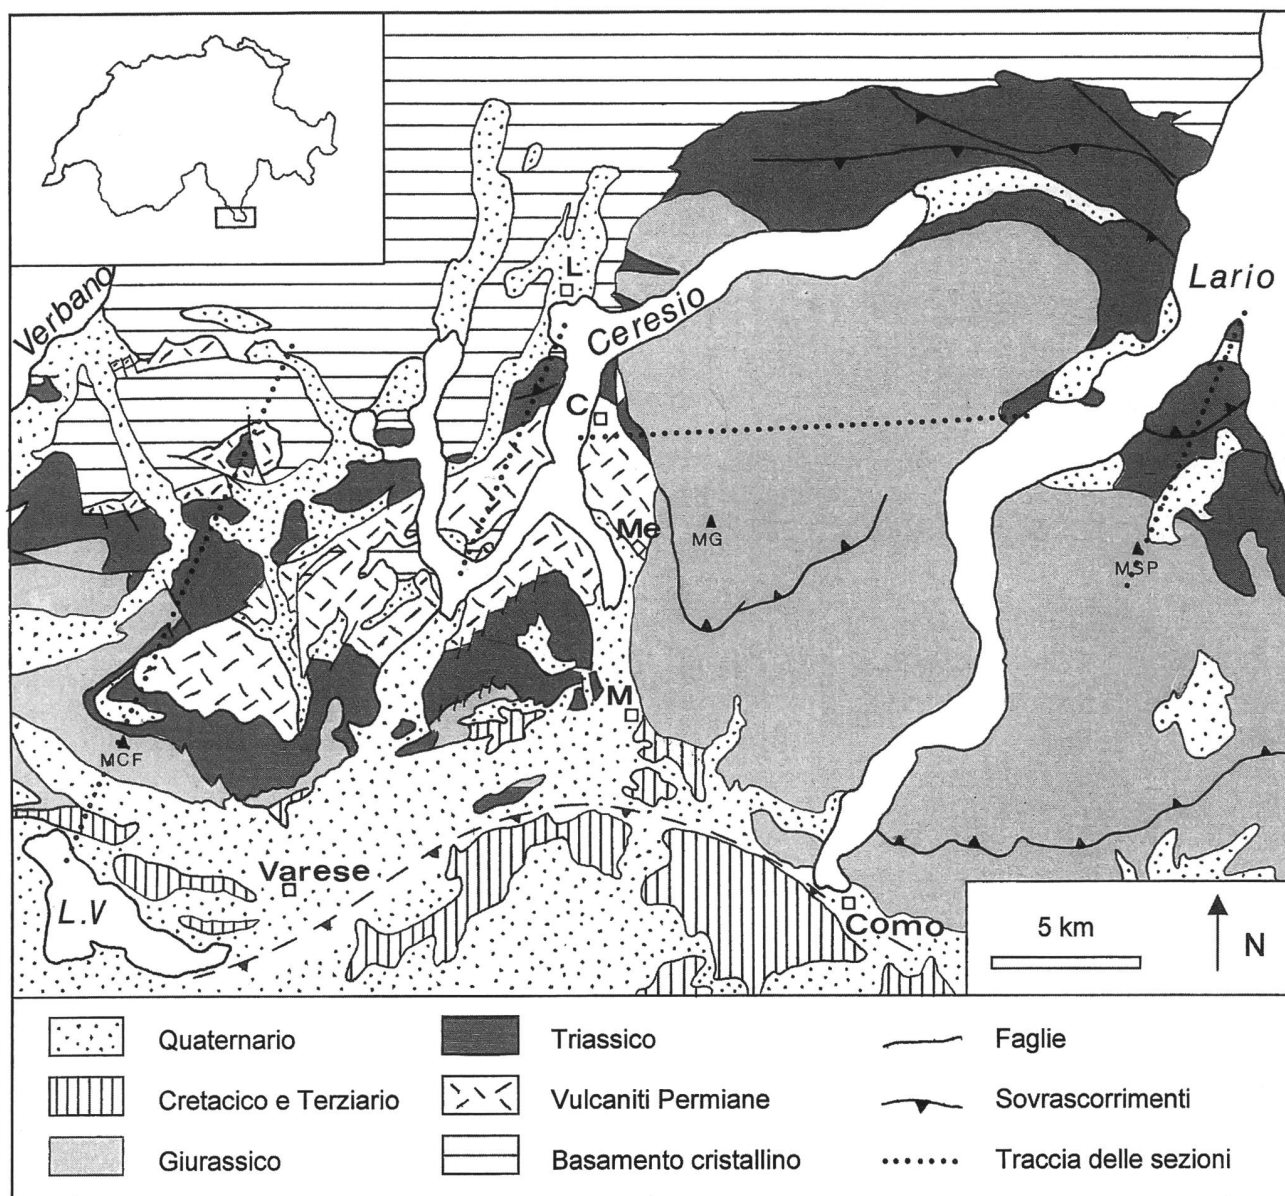 Verbano
L
Ceresio
Lario
C
Me
MG
MSP
M
MCF
Varese
L.V
Como
5 km
N
Quaternario
Triassico
Faglie
Cretacico e Terziario
Vulcaniti Permiane
Sovrascorrimenti
Giurassico
Basamento cristallino
Traccia delle sezioni